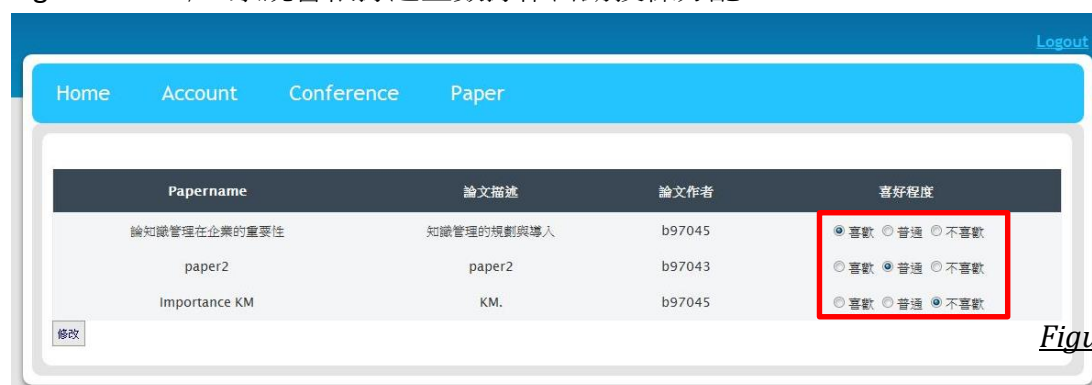 Logout
Home Account Conference Paper
Papername 論文描述 論文作者 喜好程度
論知識管理在企業的重要性 知識管理的規劃與導入 b97045 喜歡 普通 不喜歡
paper2 paper2 b97043 喜歡 普通 不喜歡
Importance KM KM. b97045 喜歡 普通 不喜歡
修改